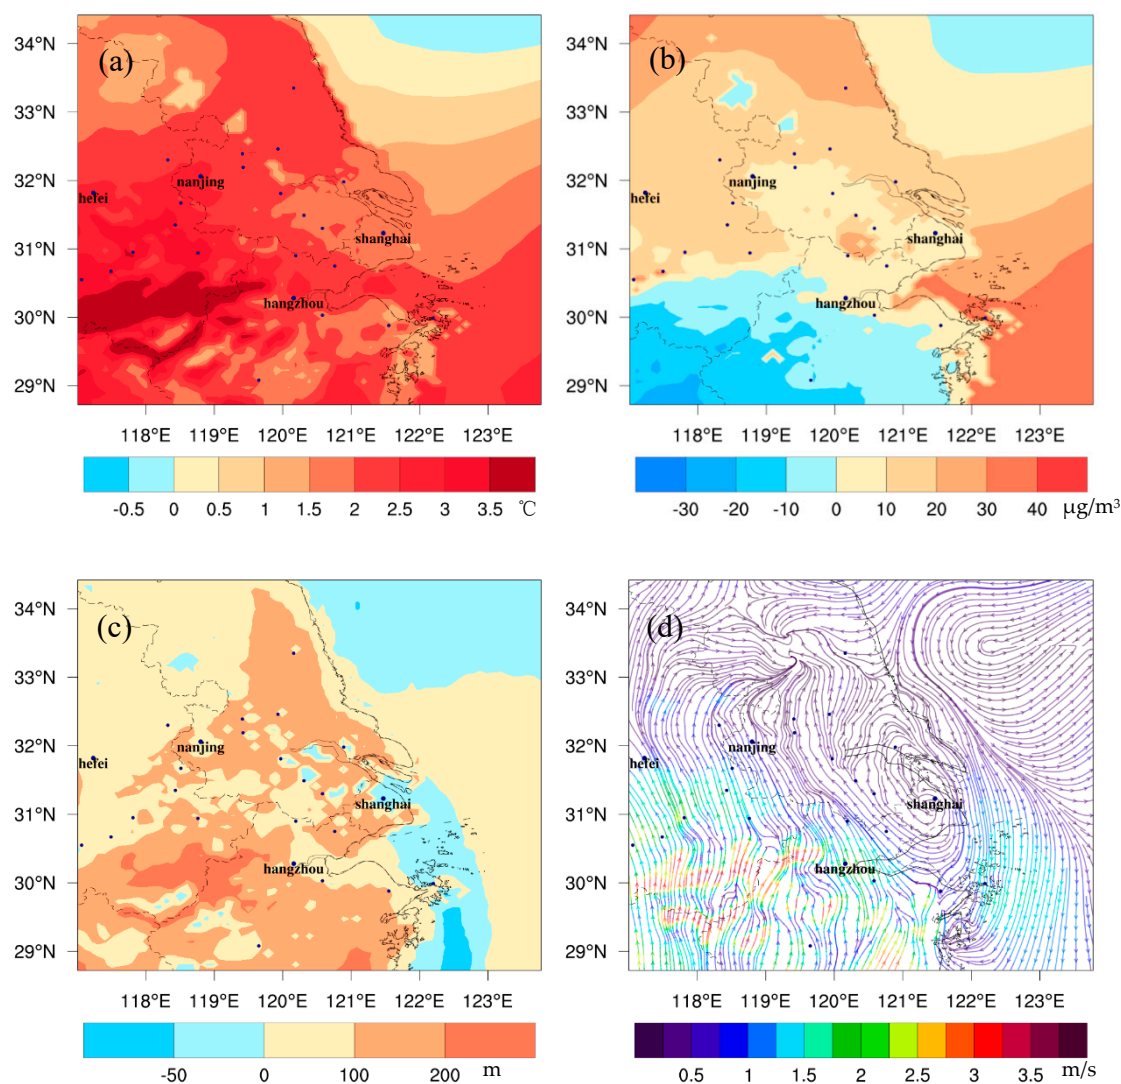 (a)
34°N
33°N
32°N
31°N
30°N
29°N
nanjing
hefei
shanghai
hangzhou
118°E 119°E 120°E 121°E 122°E 123°E
-0.5 0 0.5 1 1.5 2 2.5 3 3.5 ℃
(b)
34°N
33°N
32°N
31°N
30°N
29°N
nanjing
hefei
shanghai
hangzhou
118°E 119°E 120°E 121°E 122°E 123°E
-30 -20 -10 0 10 20 30 40 µg/m³
(c)
34°N
33°N
32°N
31°N
30°N
29°N
nanjing
hefei
shanghai
hangzhou
118°E 119°E 120°E 121°E 122°E 123°E
-50 0 100 200 m
(d)
34°N
33°N
32°N
31°N
30°N
29°N
nanjing
hefei
shanghai
hangzhou
118°E 119°E 120°E 121°E 122°E 123°E
0.5 1 1.5 2 2.5 3 3.5 m/s